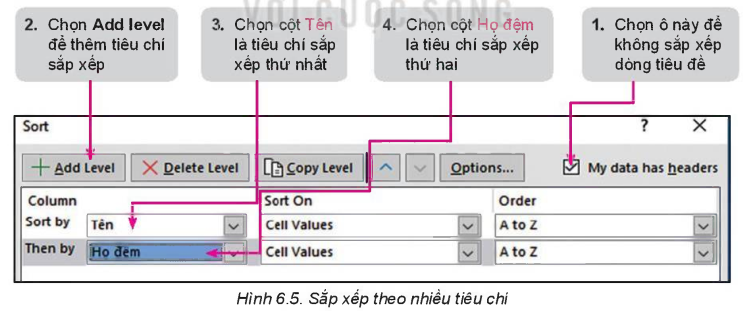 VỚI CUỘC SỐNG
2. Chọn Add level
để thêm tiêu chí
sắp xếp
3. Chọn cột Tên
là tiêu chí sắp
xếp thứ nhất
4. Chọn cột Họ đệm
là tiêu chí sắp xếp
thứ hai
1. Chọn ô này để
không sắp xếp
dòng tiêu đề
Sort ? ×
Add Level Delete Level Copy Level Options... My data has headers
Column Sort On Order
Sort by Tên Cell Values A to Z
Then by Họ đệm Cell Values A to Z
Hình 6.5. Sắp xếp theo nhiều tiêu chí